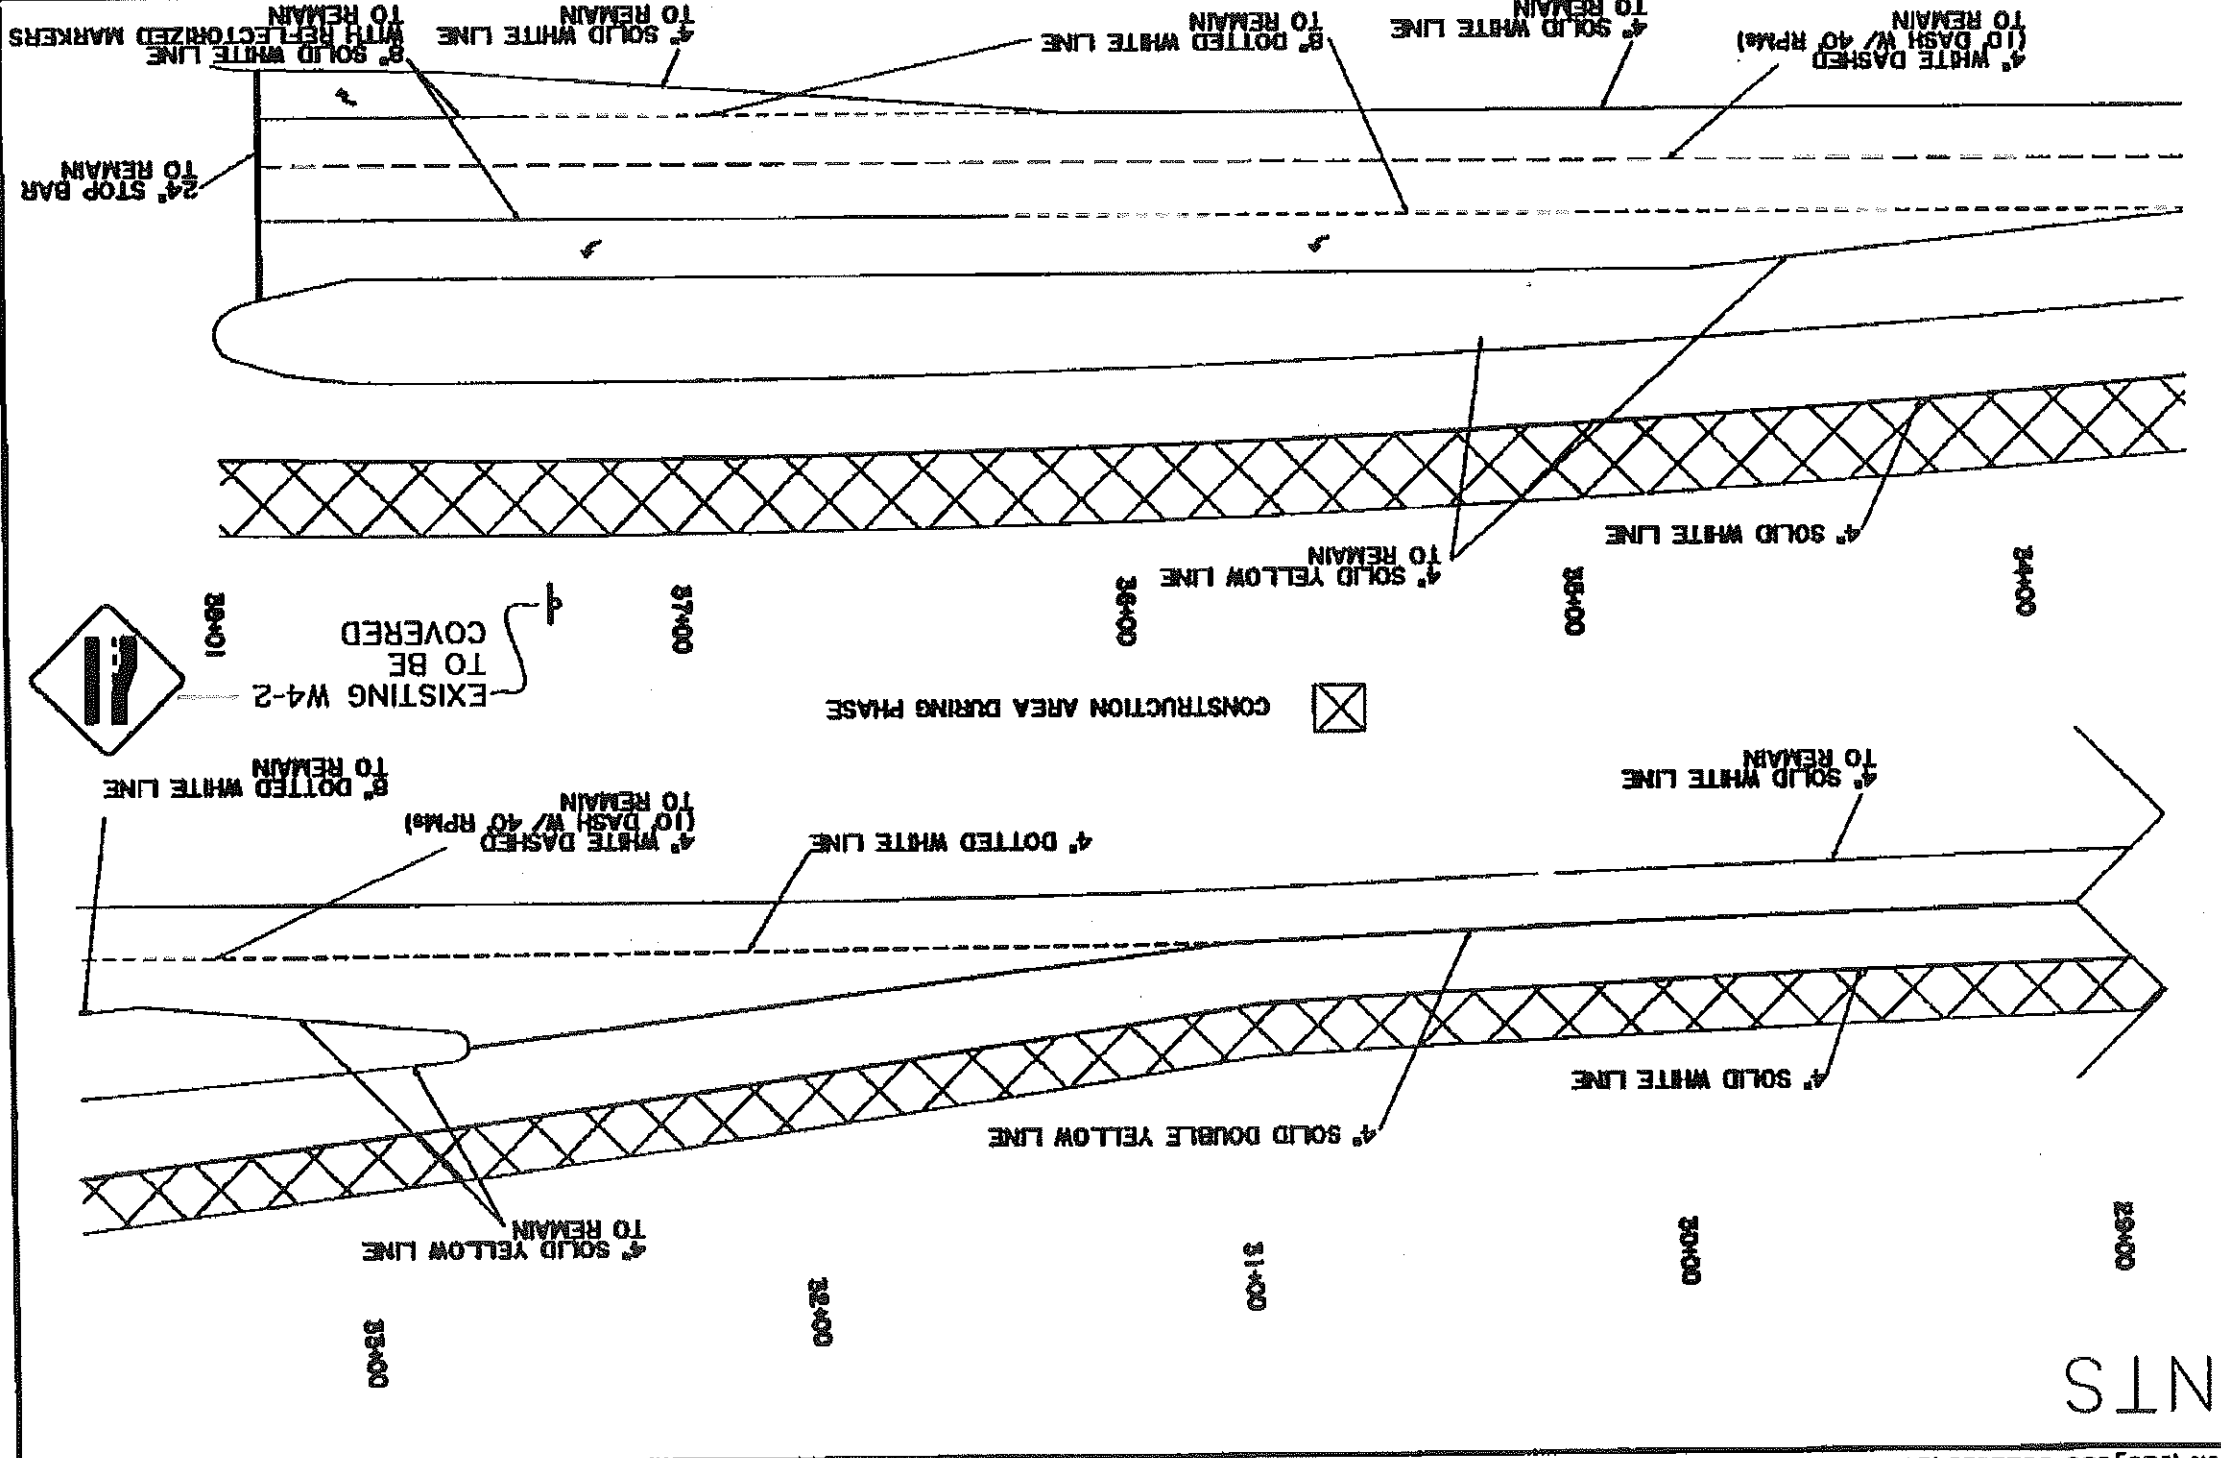 NTS
33+00
32+00
31+00
30+00
29+00
4" SOLID YELLOW LINE
TO REMAIN
4" SOLID DOUBLE YELLOW LINE
4" SOLID WHITE LINE
4" DOTTED WHITE LINE
4" WHITE DASHED
(10' DASH W/ 40' RPMs)
TO REMAIN
8" DOTTED WHITE LINE
TO REMAIN
4" SOLID WHITE LINE
TO REMAIN
CONSTRUCTION AREA DURING PHASE
EXISTING W4-2
TO BE
COVERED
34+00
35+00
36+00
37+00
38+01
4" SOLID WHITE LINE
4" SOLID YELLOW LINE
TO REMAIN
24" STOP BAR
TO REMAIN
4" WHITE DASHED
(10' DASH W/ 40' RPMs)
TO REMAIN
4" SOLID WHITE LINE
TO REMAIN
8" DOTTED WHITE LINE
TO REMAIN
4" SOLID WHITE LINE
TO REMAIN
8" SOLID WHITE LINE
WITH REFLECTORIZED MARKERS
TO REMAIN